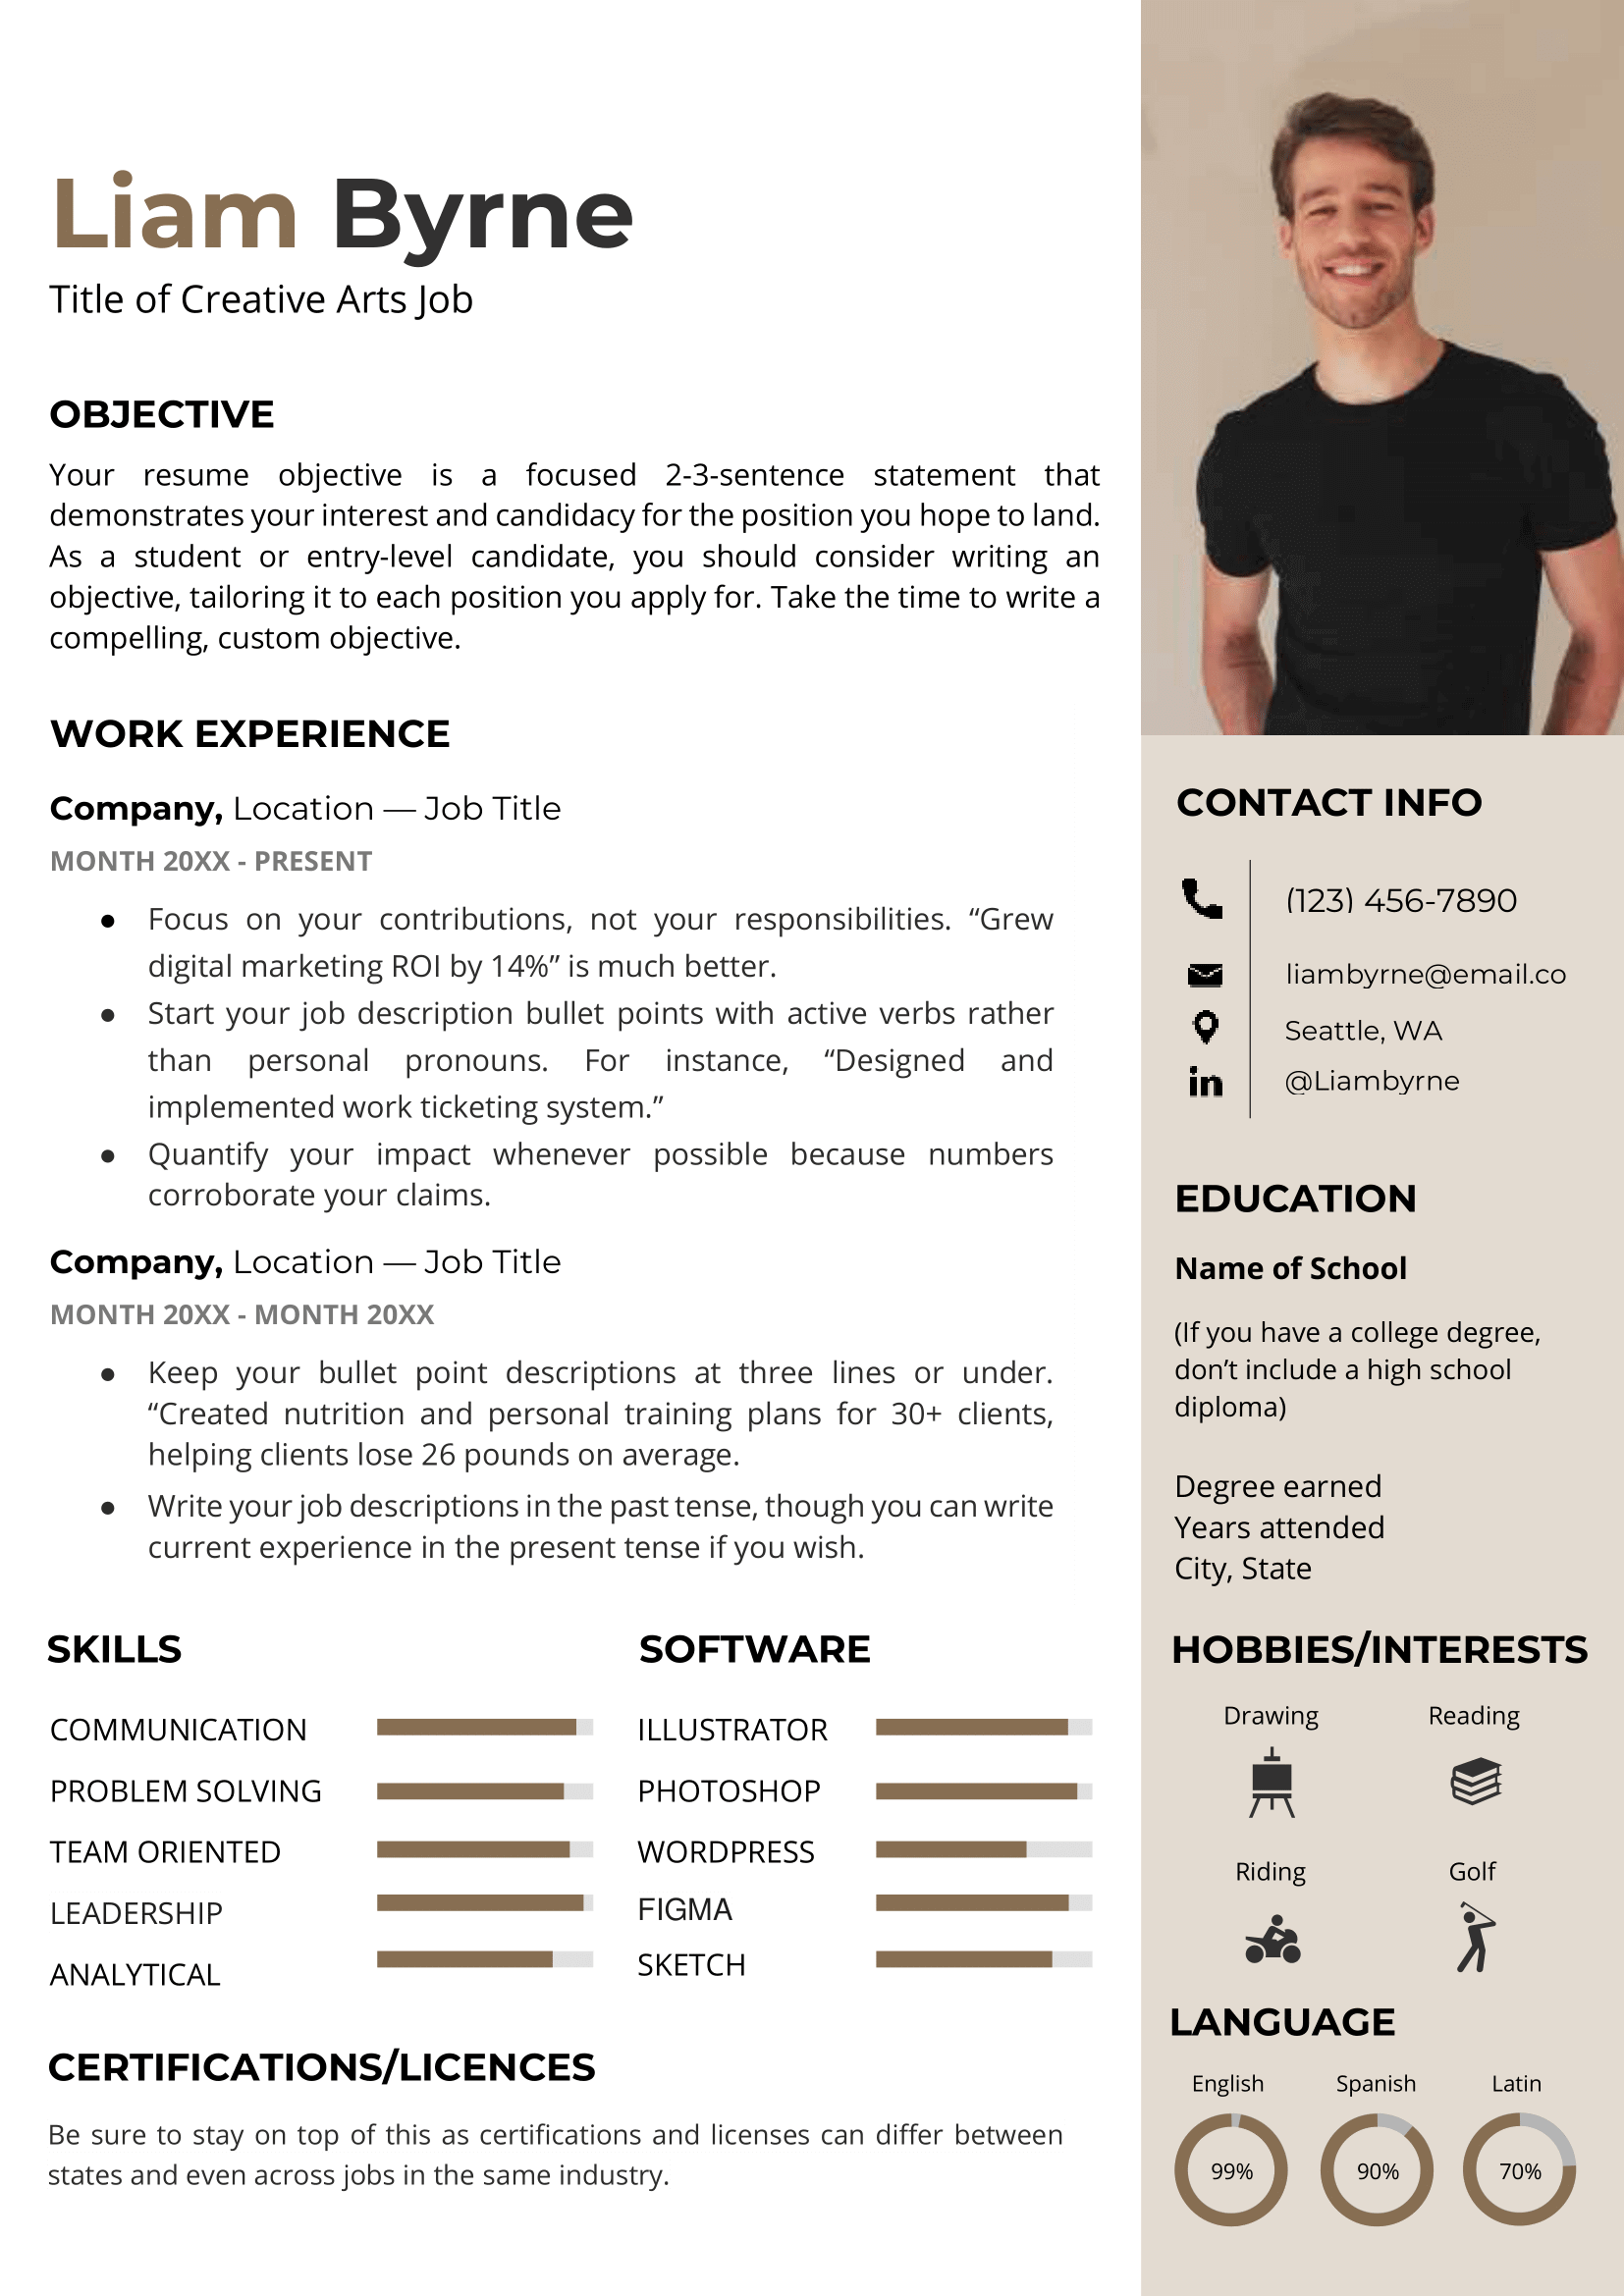 Liam Byrne
Title of Creative Arts Job
OBJECTIVE
Your resume objective is a focused 2-3-sentence statement that
demonstrates your interest and candidacy for the position you hope to land.
As a student or entry-level candidate, you should consider writing an
objective, tailoring it to each position you apply for. Take the time to write a
compelling, custom objective.
WORK EXPERIENCE
Company, Location — Job Title
MONTH 20XX - PRESENT
● Focus on your contributions, not your responsibilities. “Grew
digital marketing ROI by 14%” is much better.
● Start your job description bullet points with active verbs rather
than personal pronouns. For instance, “Designed and
implemented work ticketing system.”
● Quantify your impact whenever possible because numbers
corroborate your claims.
Company, Location — Job Title
MONTH 20XX - MONTH 20XX
● Keep your bullet point descriptions at three lines or under.
“Created nutrition and personal training plans for 30+ clients,
helping clients lose 26 pounds on average.
● Write your job descriptions in the past tense, though you can write
current experience in the present tense if you wish.
SKILLS
COMMUNICATION
PROBLEM SOLVING
TEAM ORIENTED
LEADERSHIP
ANALYTICAL
SOFTWARE
ILLUSTRATOR
PHOTOSHOP
WORDPRESS
FIGMA
SKETCH
CERTIFICATIONS/LICENCES
Be sure to stay on top of this as certifications and licenses can differ between
states and even across jobs in the same industry.
CONTACT INFO
(123) 456-7890
liambyrne@email.co
Seattle, WA
in @Liambyrne
EDUCATION
Name of School
(If you have a college degree,
don’t include a high school
diploma)
Degree earned
Years attended
City, State
HOBBIES/INTERESTS
Drawing Reading
Riding Golf
LANGUAGE
English Spanish Latin
99% 90% 70%